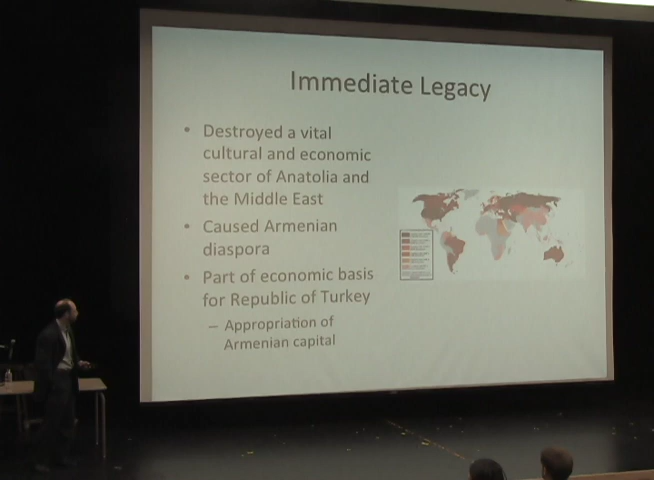 Immediate Legacy
• Destroyed a vital
cultural and economic
sector of Anatolia and
the Middle East
• Caused Armenian
diaspora
• Part of economic basis
for Republic of Turkey
– Appropriation of
Armenian capital